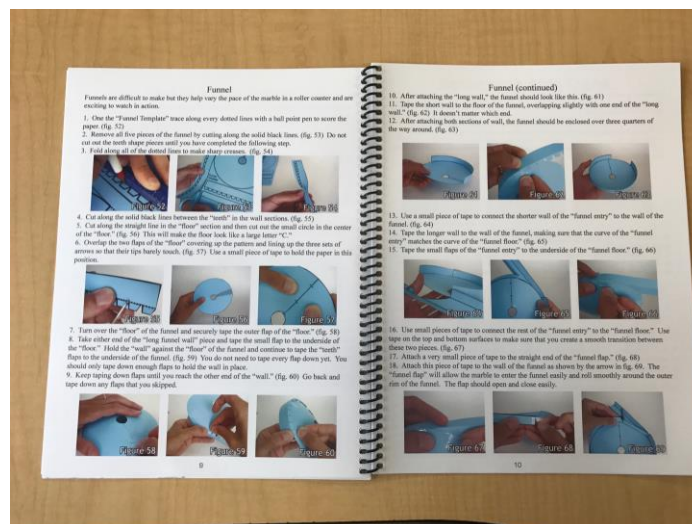 Funnel
Funnels are difficult to make but they help vary the pace of the marble in a roller coaster and are
exciting to watch in action.
1. One the "Funnel Template" trace along every dotted lines with a ball point pen to score the
paper. (fig. 52)
2. Remove all five pieces of the funnel by cutting along the solid black lines. (fig. 53) Do not
cut out the teeth shape pieces until you have completed the following step.
3. Fold along all of the dotted lines to make sharp creases. (fig. 54)
Figure 52
Figure 53
Figure 54
4. Cut along the solid black lines between the "teeth" in the wall sections. (fig. 55)
5. Cut along the straight line in the "floor" section and then cut out the small circle in the center
of the "floor." (fig. 56) This will make the floor look like a large letter "C."
6. Overlap the two flaps of the "floor" covering up the pattern and lining up the three sets of
arrows so that their tips barely touch. (fig. 57) Use a small piece of tape to hold the paper in this
position.
Figure 55
Figure 56
Figure 57
7. Turn over the "floor" of the funnel and securely tape the outer flap of the "floor." (fig. 58)
8. Take either end of the "long funnel wall" piece and tape the small flap to the underside of
the "floor." Hold the "wall" against the "floor" of the funnel and continue to tape the "teeth"
flaps to the underside of the funnel. (fig. 59) You do not need to tape every flap down yet. You
should only tape down enough flaps to hold the wall in place.
9. Keep taping down flaps until you reach the other end of the "wall." (fig. 60) Go back and
tape down any flaps that you skipped.
Figure 58
Figure 59
Figure 60
Funnel (continued)
10. After attaching the "long wall," the funnel should look like this. (fig. 61)
11. Tape the short wall to the floor of the funnel, overlapping slightly with one end of the "long
wall." (fig. 62) It doesn't matter which end.
12. After attaching both sections of wall, the funnel should be enclosed over three quarters of
the way around. (fig. 63)
Figure 61
Figure 62
Figure 63
13. Use a small piece of tape to connect the shorter wall of the "funnel entry" to the wall of the
funnel. (fig. 64)
14. Tape the longer wall to the wall of the funnel, making sure that the curve of the "funnel
entry" matches the curve of the "funnel floor." (fig. 65)
15. Tape the small flaps of the "funnel entry" to the underside of the "funnel floor." (fig. 66)
Figure 65
Figure 66
16. Use small pieces of tape to connect the rest of the "funnel entry" to the "funnel floor." Use
tape on the top and bottom surfaces to make sure that you create a smooth transition between
these two pieces. (fig. 67)
17. Attach a very small piece of tape to the straight end of the "funnel flap." (fig. 68)
18. Attach this piece of tape to the wall of the funnel as shown by the arrow in fig. 69. The
"funnel flap" will allow the marble to enter the funnel easily and roll smoothly around the outer
rim of the funnel. The flap should open and close easily.
Figure 67
Figure 68
10